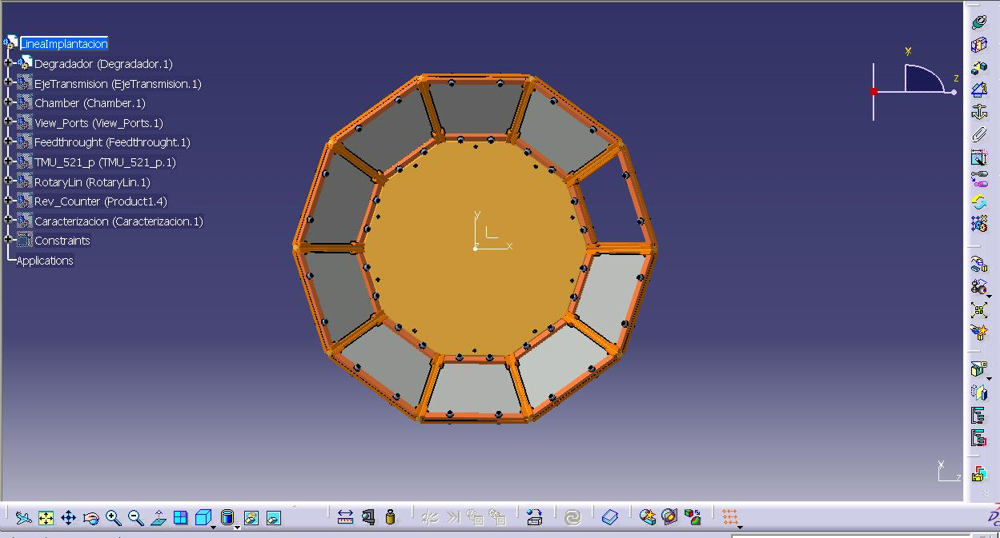 LineaImplantacion
Degradador (Degradador.1)
EjeTransmision (EjeTransmision.1)
Chamber (Chamber.1)
View_Ports (View_Ports.1)
Feedthrought (Feedthrought.1)
TMU_521_p (TMU_521_p.1)
RotaryLin (RotaryLin.1)
Rev_Counter (Product1.4)
Caracterizacion (Caracterizacion.1)
Constraints
Applications
x
z
y
z x
x
z